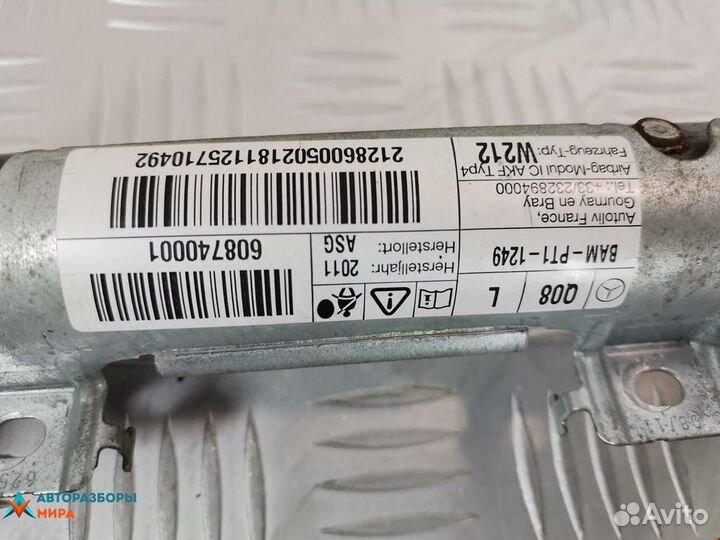 Q08 L
BAM-PT1-1249
Herstelljahr: 2011
Herstellort: ASG
608740001
Autoliv France,
Gournay en Bray
Tel.: +33/232894000
Airbag-Modul IC AKF Typ4
Fahrzeug-Typ: W212
2128600502181125710492
АВТОРАЗБОРЫ
МИРА
Avito